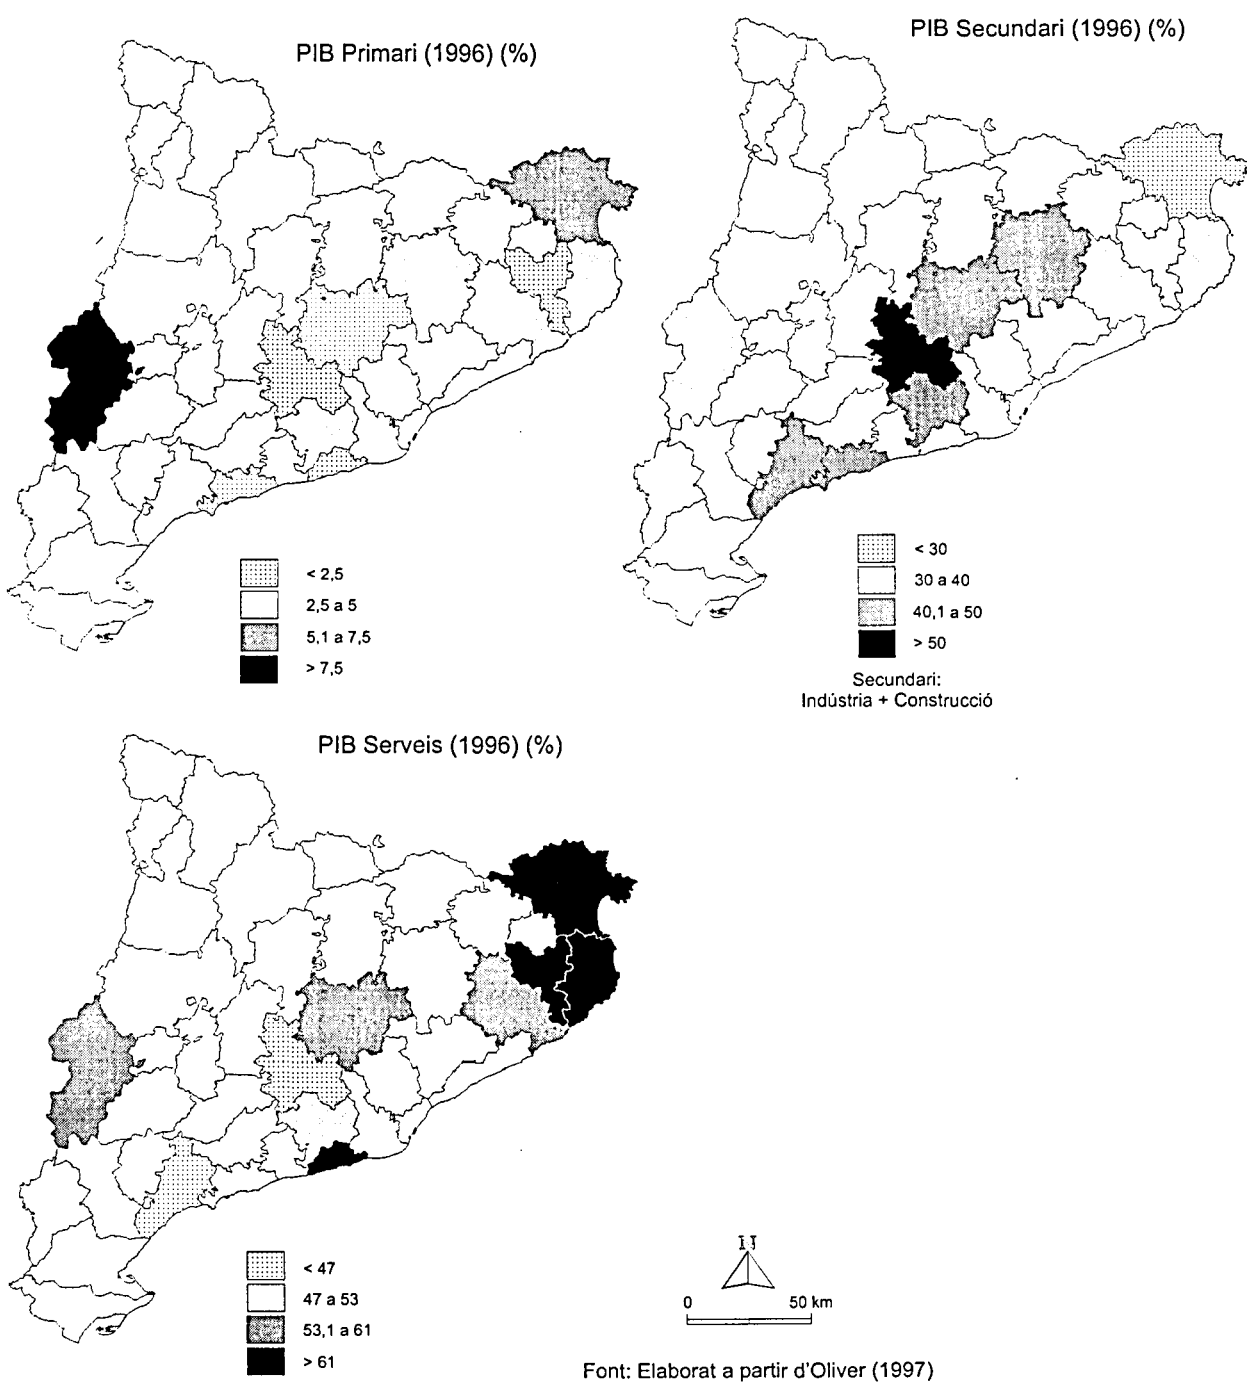 PIB Primari (1996) (%)
< 2,5
2,5 a 5
5,1 a 7,5
> 7,5
PIB Secundari (1996) (%)
< 30
30 a 40
40,1 a 50
> 50
Secundari:
Indústria + Construcció
PIB Serveis (1996) (%)
< 47
47 a 53
53,1 a 61
> 61
0 50 km
Font: Elaborat a partir d'Oliver (1997)